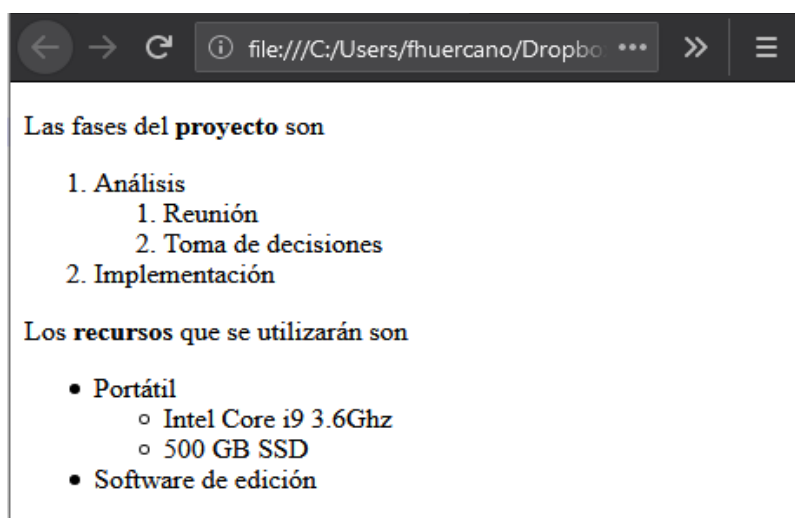 file:///C:/Users/fhuercano/Dropbo
Las fases del proyecto son
1. Análisis
1. Reunión
2. Toma de decisiones
2. Implementación
Los recursos que se utilizarán son
• Portátil
◦ Intel Core i9 3.6Ghz
◦ 500 GB SSD
• Software de edición